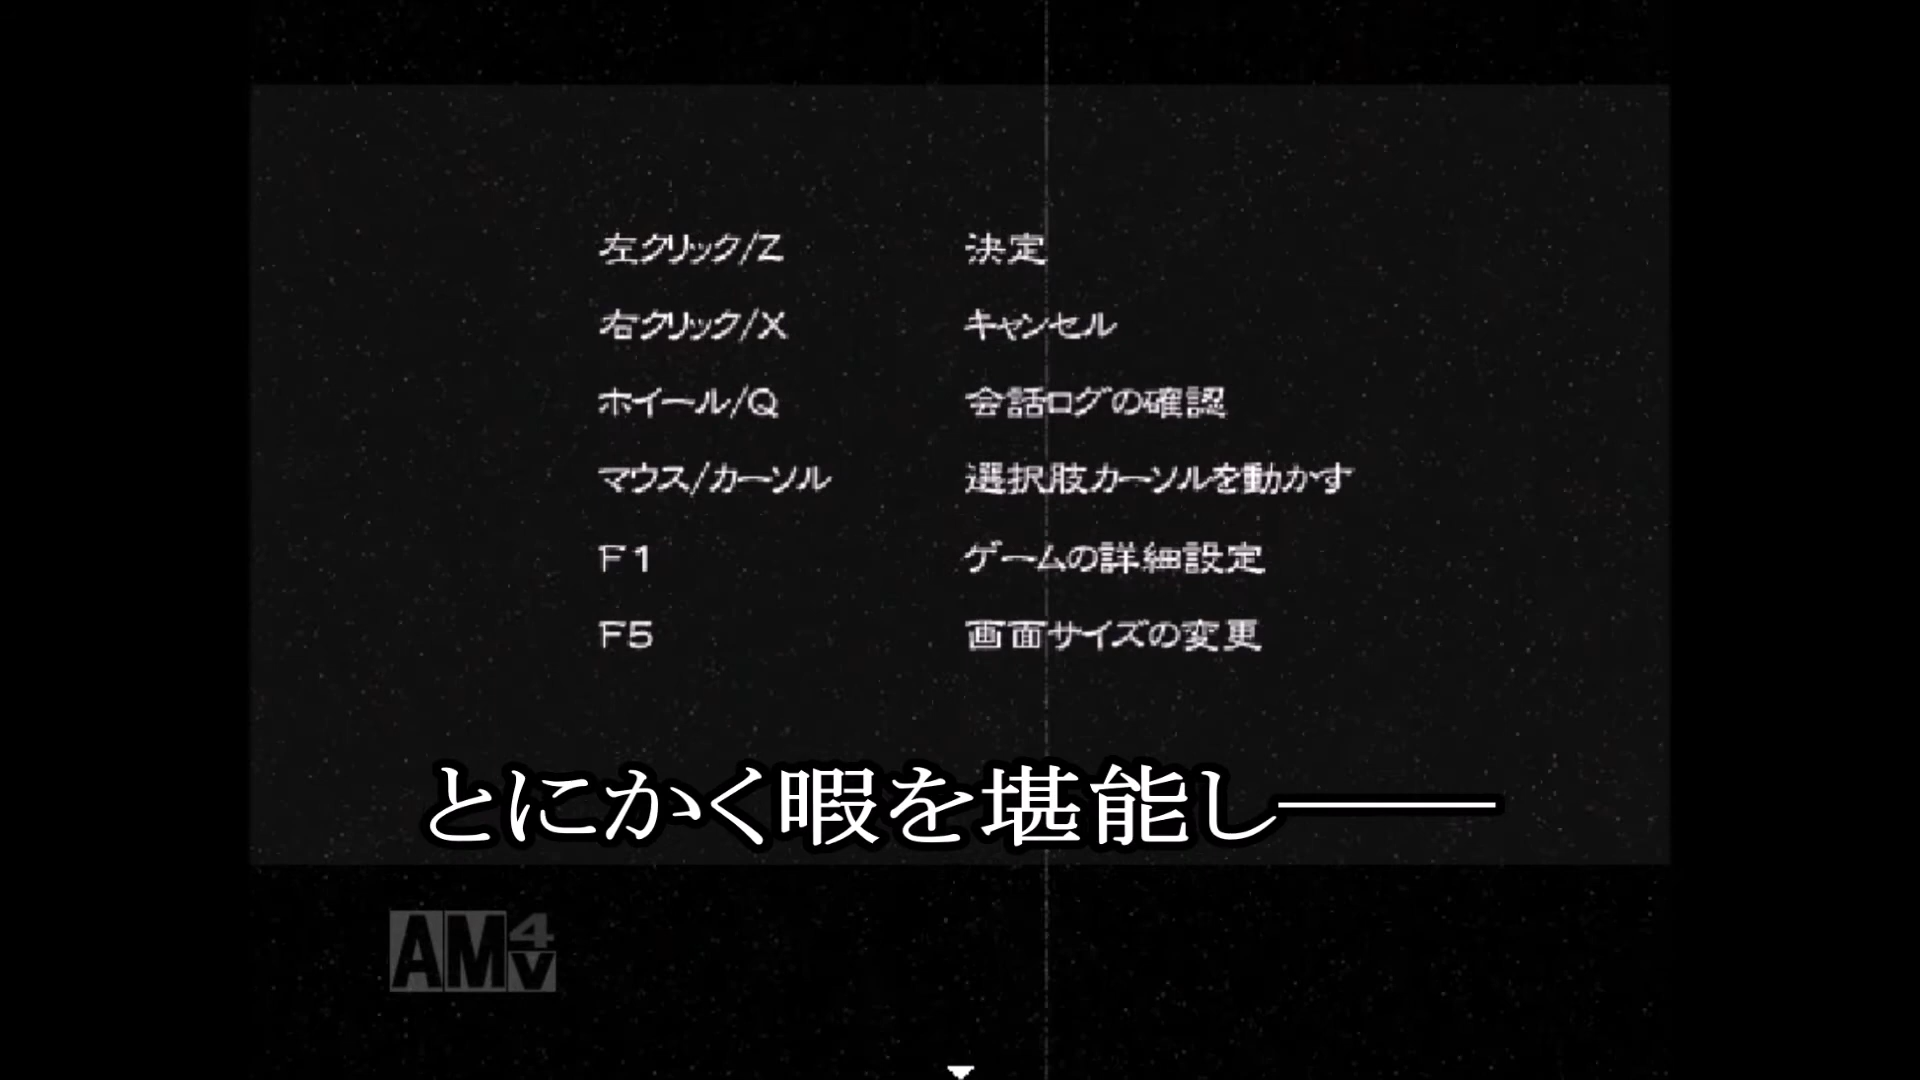 左クリック/Z 決定
右クリック/X キャンセル
ホイール/Q 会話ログの確認
マウス/カーソル 選択肢カーソルを動かす
F1 ゲームの詳細設定
F5 画面サイズの変更
とにかく暇を堪能し――
AM4V